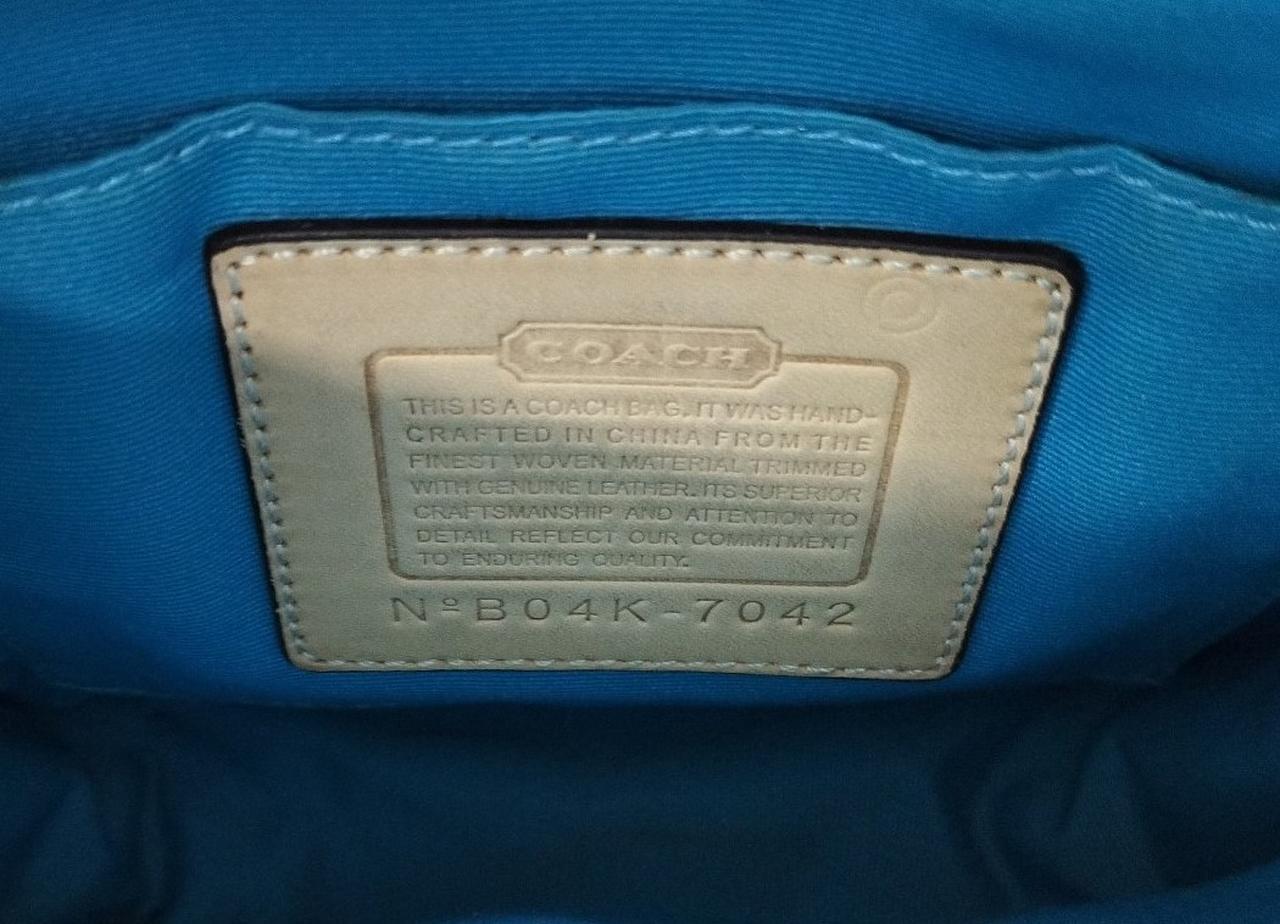 COACH
THIS IS A COACH BAG. IT WAS HAND-
CRAFTED IN CHINA FROM THE
FINEST WOVEN MATERIAL TRIMMED
WITH GENUINE LEATHER. ITS SUPERIOR
CRAFTSMANSHIP AND ATTENTION TO
DETAIL REFLECT OUR COMMITMENT
TO ENDURING QUALITY.
Nº B04K-7042